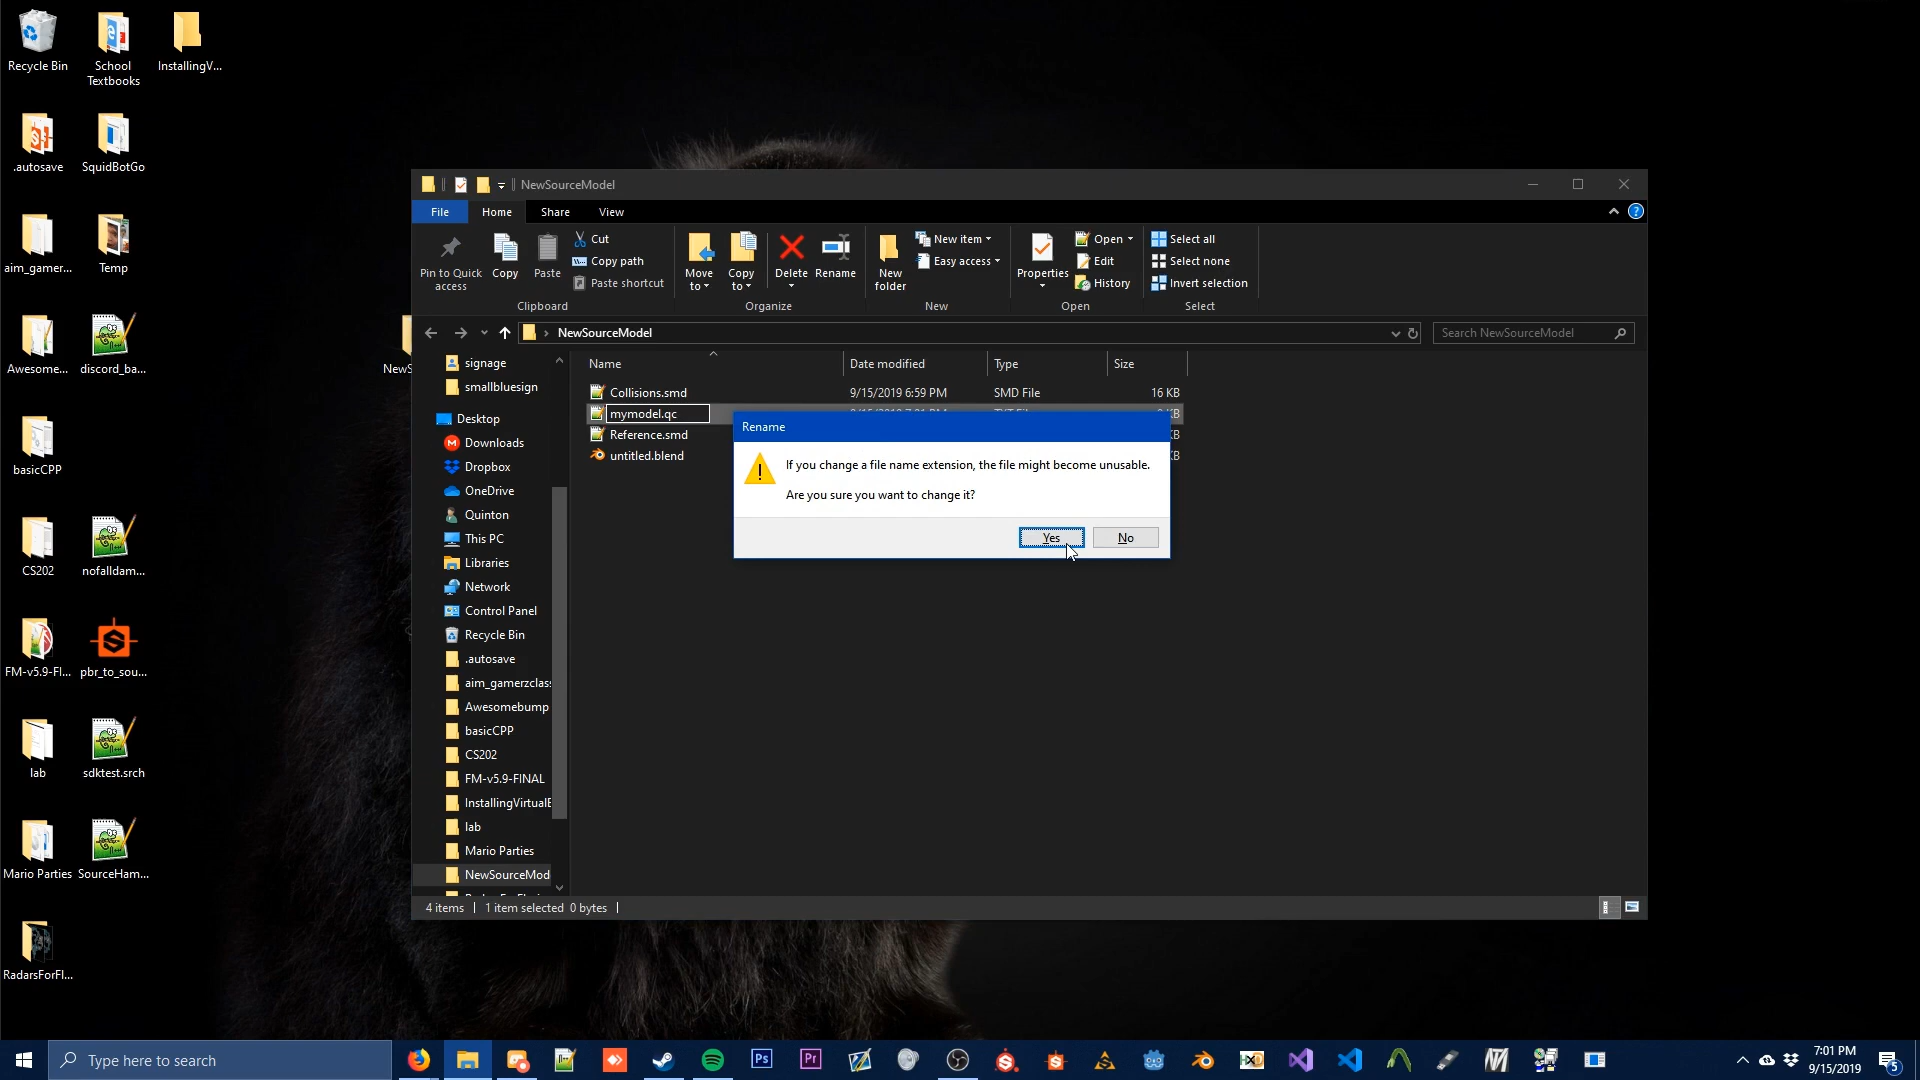 Recycle Bin
School
Textbooks
InstallingV...
.autosave
SquidBotGo
aim_gamer...
Temp
Awesome...
discord_ba...
NewS
basicCPP
CS202
nofalldam...
FM-v5.9-FI...
pbr_to_sou...
lab
sdktest.srch
Mario Parties
SourceHam...
RadarsForFl...
NewSourceModel
File
Home
Share
View
Pin to Quick
access
Copy
Paste
Cut
Copy path
Paste shortcut
Clipboard
Move
to
Copy
to
Delete
Rename
Organize
New
folder
New item
Easy access
New
Properties
Open
Edit
History
Open
Select all
Select none
Invert selection
Select
NewSourceModel
Search NewSourceModel
signage
smallbluesign
Desktop
Downloads
Dropbox
OneDrive
Quinton
This PC
Libraries
Network
Control Panel
Recycle Bin
.autosave
aim_gamerzclas
Awesomebump
basicCPP
CS202
FM-v5.9-FINAL
InstallingVirtualB
lab
Mario Parties
NewSourceMod
Name
Date modified
Type
Size
Collisions.smd
9/15/2019 6:59 PM
SMD File
16 KB
mymodel.qc
KB
Reference.smd
KB
untitled.blend
KB
Rename
If you change a file name extension, the file might become unusable.
Are you sure you want to change it?
Yes
No
4 items
1 item selected 0 bytes
Type here to search
Ps
Pr
7:01 PM
9/15/2019
5